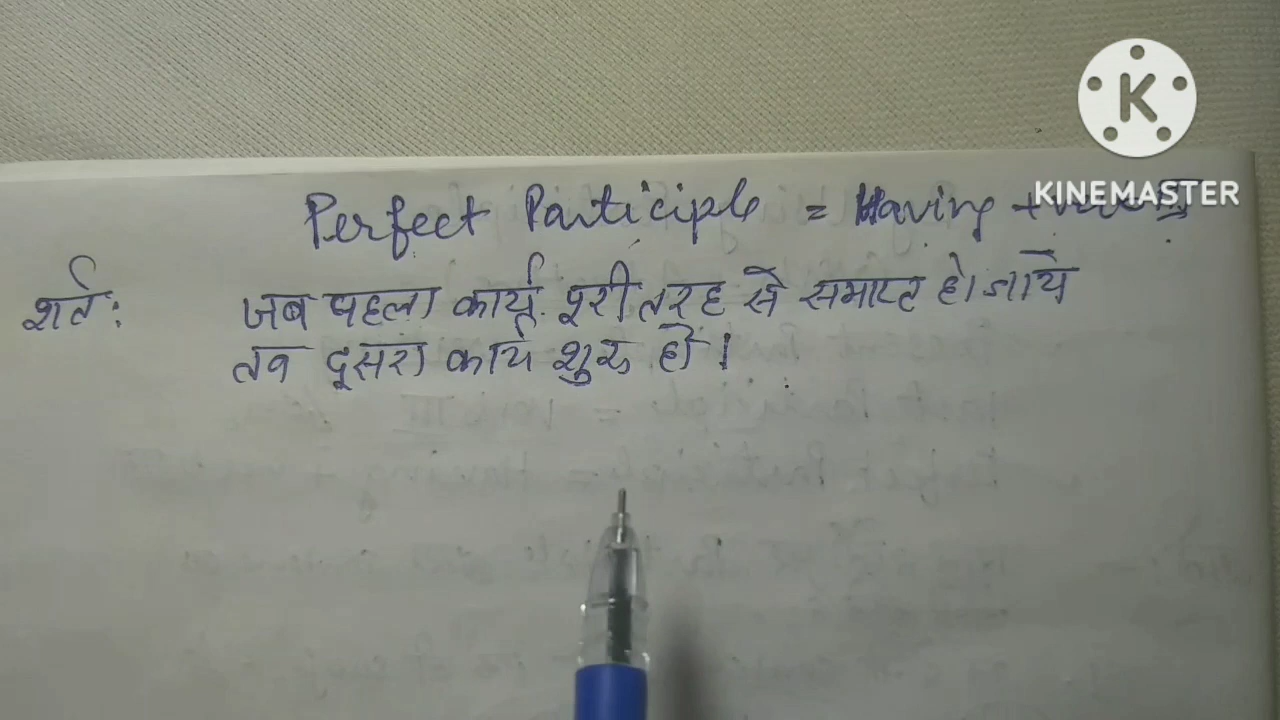 K
KINEMASTER
Perfect Participle = Having +
शर्त: जब पहला कार्य पूरी तरह से समाप्त हो जाये
तब दूसरा कार्य शुरु हो।